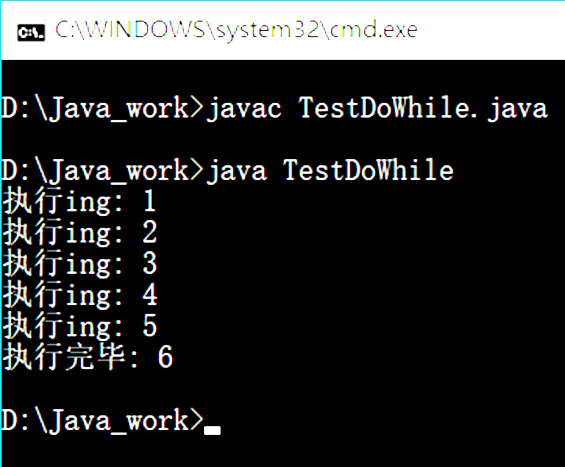 C:\WINDOWS\system32\cmd.exe
D:\Java_work>javac TestDoWhile.java
D:\Java_work>java TestDoWhile
执行ing: 1
执行ing: 2
执行ing: 3
执行ing: 4
执行ing: 5
执行完毕: 6
D:\Java_work>